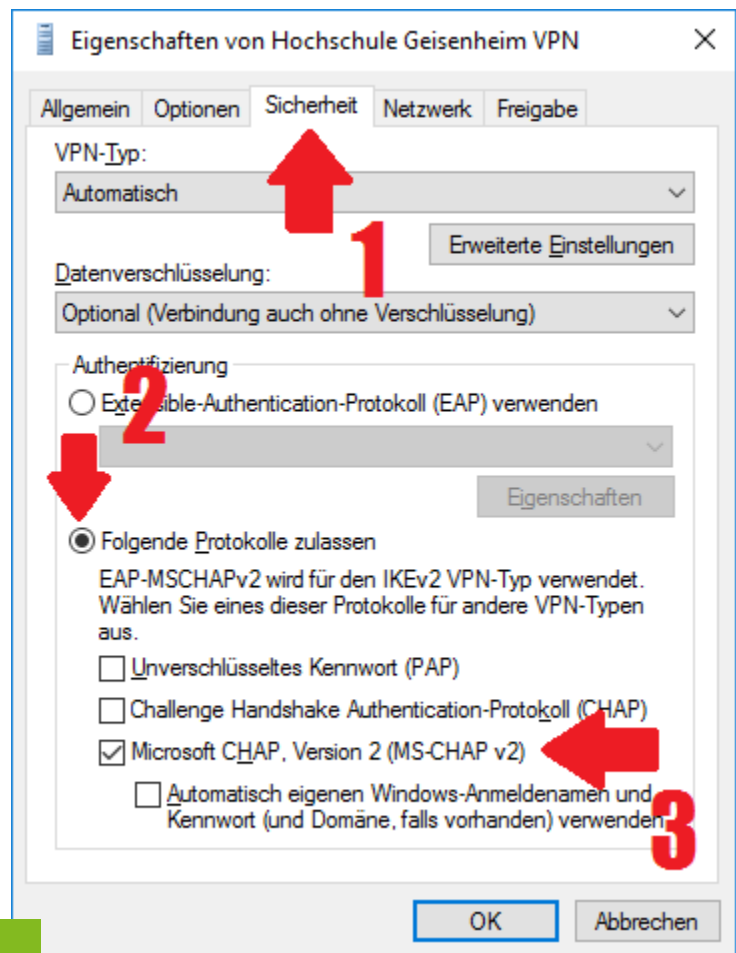 Eigenschaften von Hochschule Geisenheim VPN
Allgemein Optionen Sicherheit Netzwerk Freigabe
VPN-Typ:
Automatisch
1
Erweiterte Einstellungen
Datenverschlüsselung:
Optional (Verbindung auch ohne Verschlüsselung)
Authentifizierung
2
Extensible-Authentication-Protokoll (EAP) verwenden
Eigenschaften
Folgende Protokolle zulassen
EAP-MSCHAPv2 wird für den IKEv2 VPN-Typ verwendet.
Wählen Sie eines dieser Protokolle für andere VPN-Typen
aus.
Unverschlüsseltes Kennwort (PAP)
Challenge Handshake Authentication-Protokoll (CHAP)
Microsoft CHAP, Version 2 (MS-CHAP v2)
Automatisch eigenen Windows-Anmeldenamen und
Kennwort (und Domäne, falls vorhanden) verwenden
3
OK Abbrechen